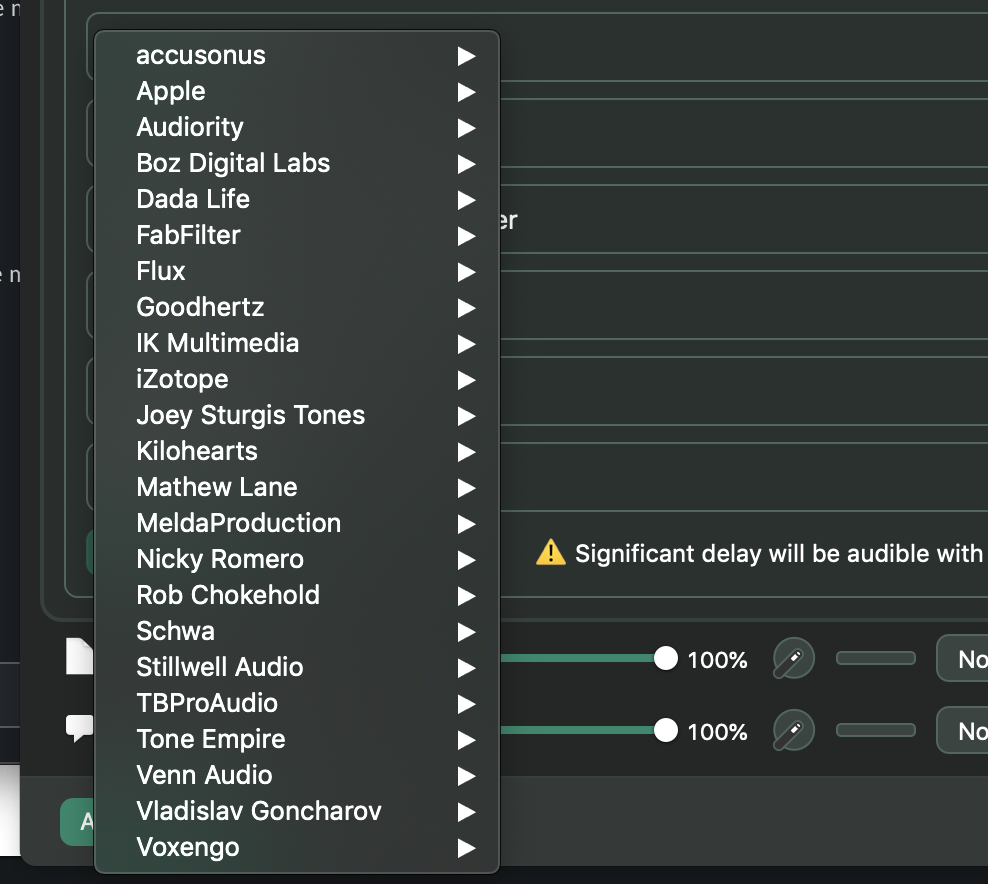 accusonus
Apple
Audiority
Boz Digital Labs
Dada Life
FabFilter
er
Flux
Goodhertz
IK Multimedia
iZotope
Joey Sturgis Tones
Kilohearts
Mathew Lane
MeldaProduction
Nicky Romero
Significant delay will be audible with
Rob Chokehold
Schwa
100%
No
Stillwell Audio
TBProAudio
Tone Empire
100%
No
Venn Audio
Vladislav Goncharov
A
Voxengo